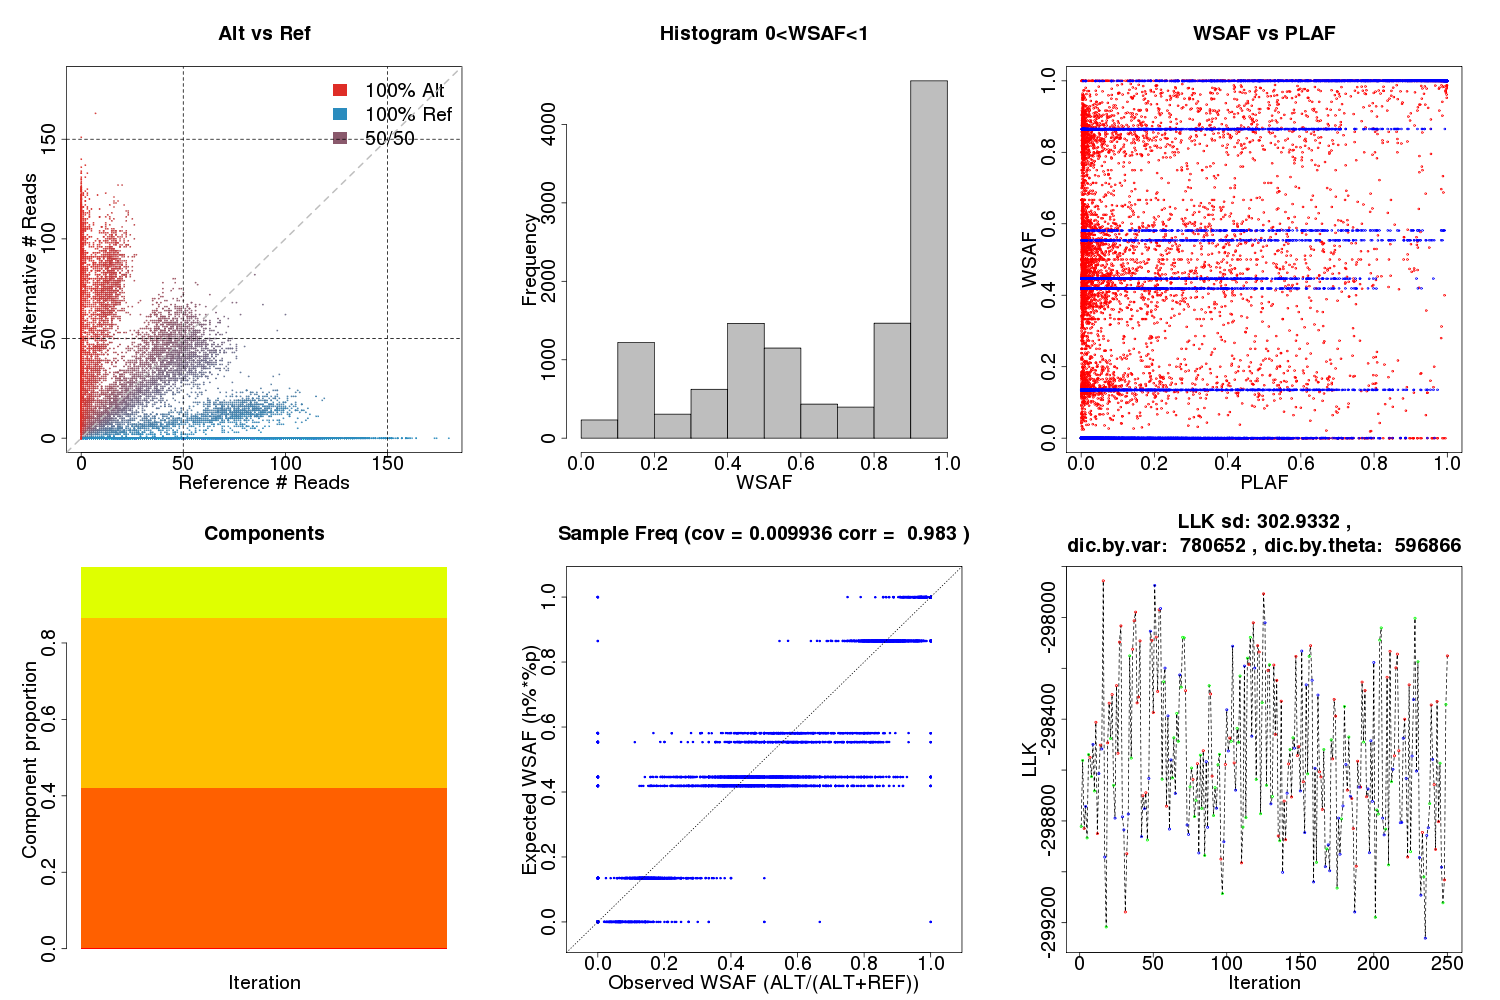 Alt vs Ref
100% Alt
100% Ref
50/50
Alternative # Reads
0
50
100
150
0
50
100
150
Reference # Reads
Histogram 0<WSAF<1
Frequency
0
1000
2000
3000
4000
0.0
0.2
0.4
0.6
0.8
1.0
WSAF
WSAF vs PLAF
WSAF
0.0
0.2
0.4
0.6
0.8
1.0
0.0
0.2
0.4
0.6
0.8
1.0
PLAF
Components
Component proportion
0.0
0.2
0.4
0.6
0.8
Iteration
Sample Freq (cov = 0.009936 corr = 0.983 )
Expected WSAF (h%*%p)
0.0
0.2
0.4
0.6
0.8
1.0
0.0
0.2
0.4
0.6
0.8
1.0
Observed WSAF (ALT/(ALT+REF))
LLK sd: 302.9332 ,
dic.by.var: 780652 , dic.by.theta: 596866
LLK
-299200
-298800
-298400
-298000
0
50
100
150
200
250
Iteration